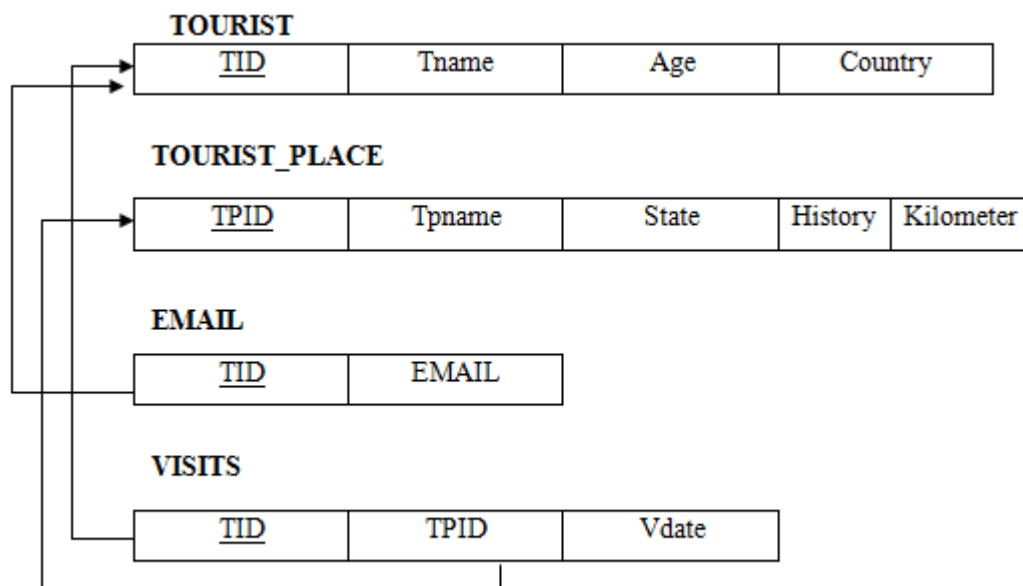 TOURIST
TID Tname Age Country
TOURIST_PLACE
TPID Tpname State History Kilometer
EMAIL
TID EMAIL
VISITS
TID TPID Vdate